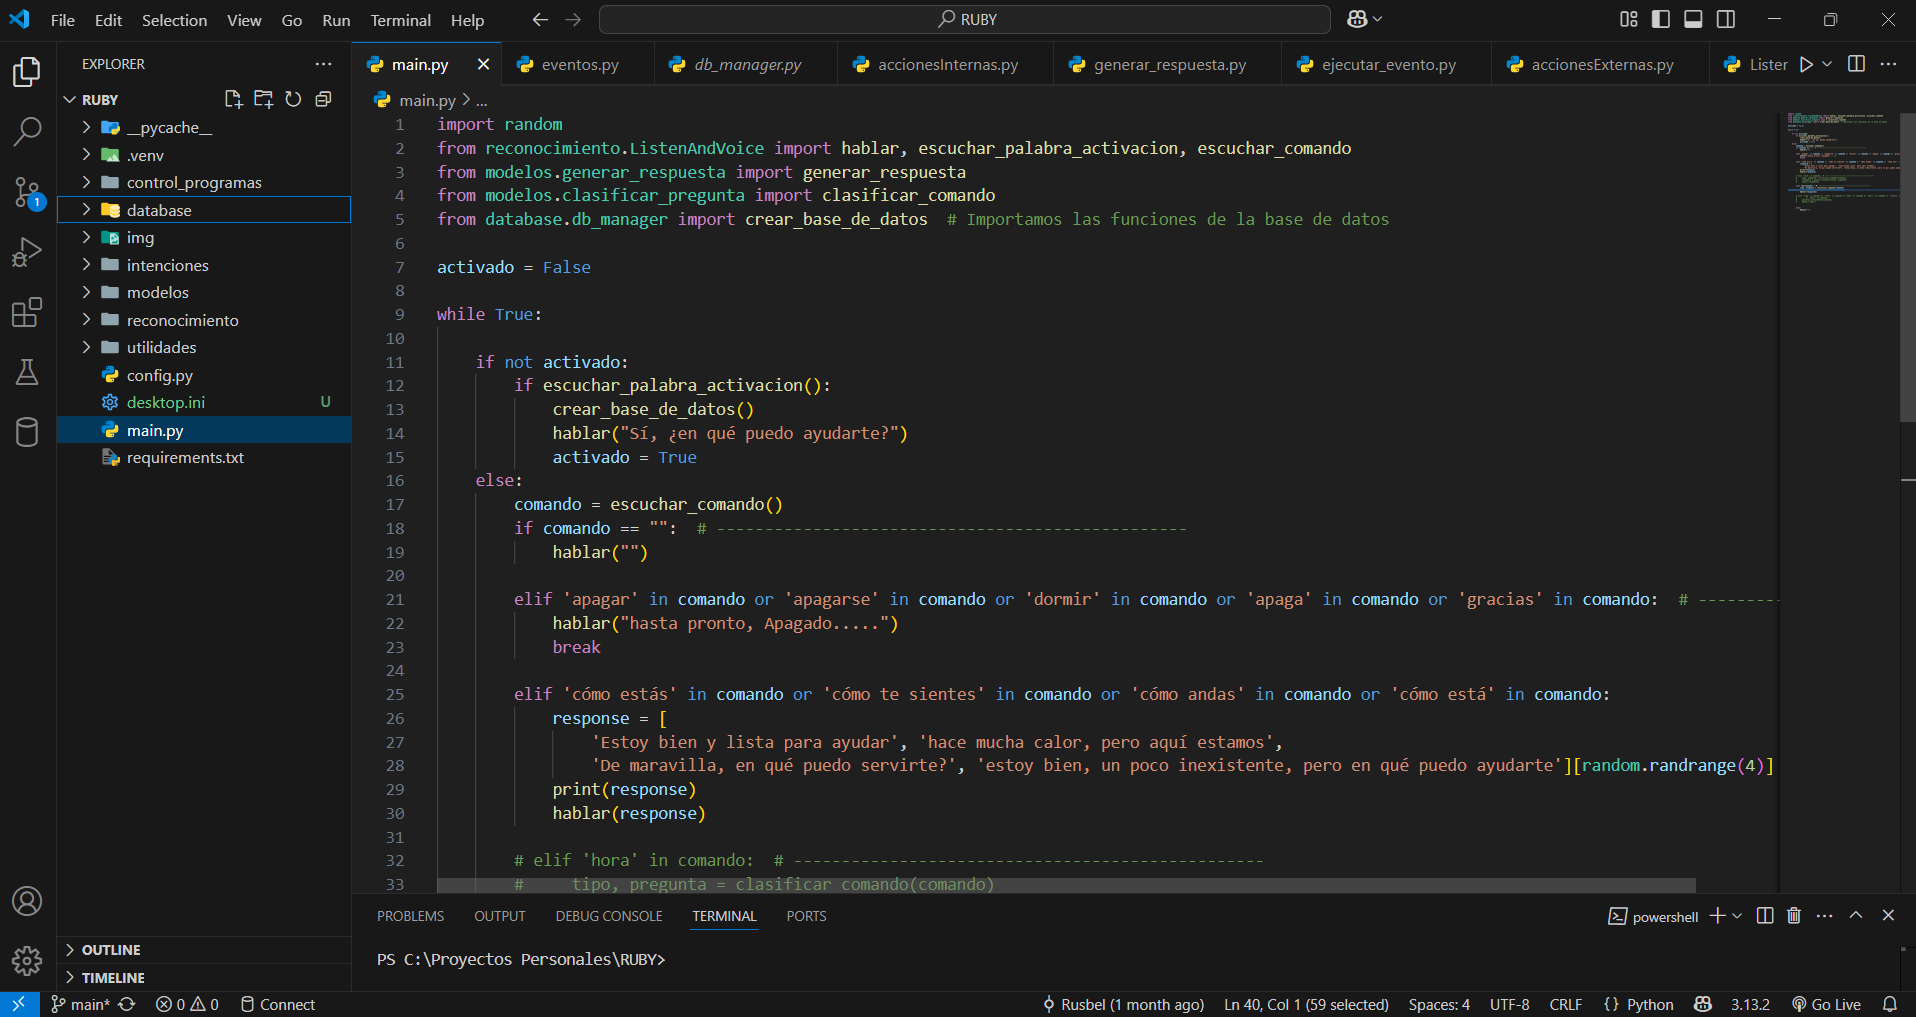 File Edit Selection View Go Run Terminal Help
RUBY
EXPLORER
RUBY
__pycache__
.venv
control_programas
database
img
intenciones
modelos
reconocimiento
utilidades
config.py
desktop.ini U
main.py
requirements.txt
OUTLINE
TIMELINE
1
main.py eventos.py db_manager.py accionesInternas.py generar_respuesta.py ejecutar_evento.py accionesExternas.py Lister
main.py > ...
1 import random
2 from reconocimiento.ListenAndVoice import hablar, escuchar_palabra_activacion, escuchar_comando
3 from modelos.generar_respuesta import generar_respuesta
4 from modelos.clasificar_pregunta import clasificar_comando
5 from database.db_manager import crear_base_de_datos  # Importamos las funciones de la base de datos
6
7 activado = False
8
9 while True:
10
11     if not activado:
12         if escuchar_palabra_activacion():
13             crear_base_de_datos()
14             hablar("Sí, ¿en qué puedo ayudarte?")
15             activado = True
16     else:
17         comando = escuchar_comando()
18         if comando == "":  # -------------------------------------------------
19             hablar("")
20
21         elif 'apagar' in comando or 'apagarse' in comando or 'dormir' in comando or 'apaga' in comando or 'gracias' in comando:  # ---------
22             hablar("hasta pronto, Apagado.....")
23             break
24
25         elif 'cómo estás' in comando or 'cómo te sientes' in comando or 'cómo andas' in comando or 'cómo está' in comando:
26             response = [
27                 'Estoy bien y lista para ayudar', 'hace mucha calor, pero aquí estamos',
28                 'De maravilla, en qué puedo servirte?', 'estoy bien, un poco inexistente, pero en qué puedo ayudarte'][random.randrange(4)]
29             print(response)
30             hablar(response)
31
32         # elif 'hora' in comando:  # -------------------------------------------------
33         #     tipo, pregunta = clasificar_comando(comando)
PROBLEMS OUTPUT DEBUG CONSOLE TERMINAL PORTS
powershell
PS C:\Proyectos Personales\RUBY>
main* 0 0 Connect Rusbel (1 month ago) Ln 40, Col 1 (59 selected) Spaces: 4 UTF-8 CRLF {} Python 3.13.2 Go Live